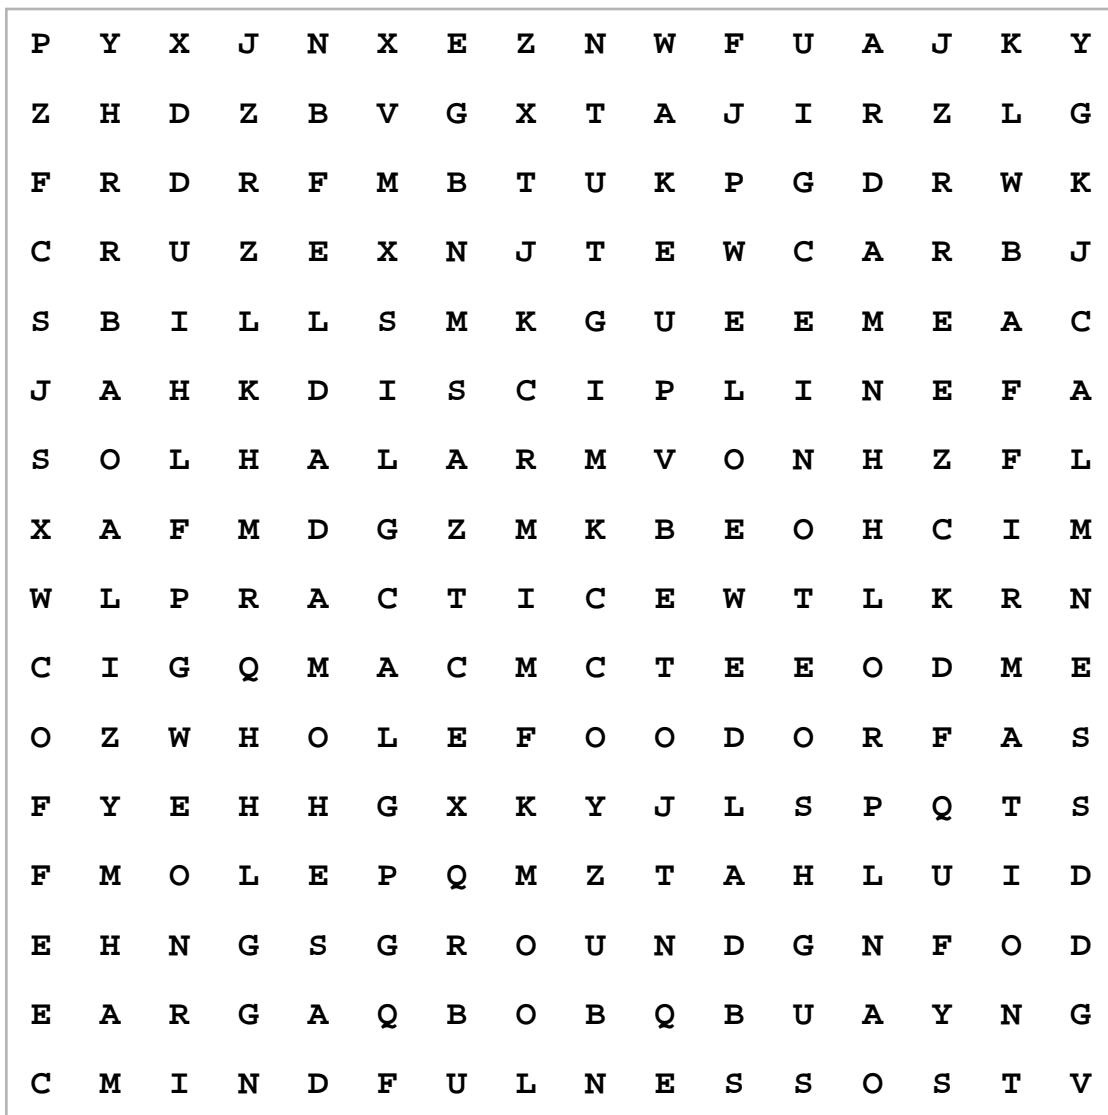 P Y X J N X E Z N W F U A J K Y
Z H D Z B V G X T A J I R Z L G
F R D R F M B T U K P G D R W K
C R U Z E X N J T E W C A R B J
S B I L L S M K G U E E M E A C
J A H K D I S C I P L I N E F A
S O L H A L A R M V O N H Z F L
X A F M D G Z M K B E O H C I M
W L P R A C T I C E W T L K R N
C I G Q M A C M C T E E O D M E
O Z W H O L E F O O D O R F A S
F Y E H H G X K Y J L S P Q T S
F M O L E P Q M Z T A H L U I D
E H N G S G R O U N D G N F O D
E A R G A Q B O B Q B U A Y N G
C M I N D F U L N E S S O S T V